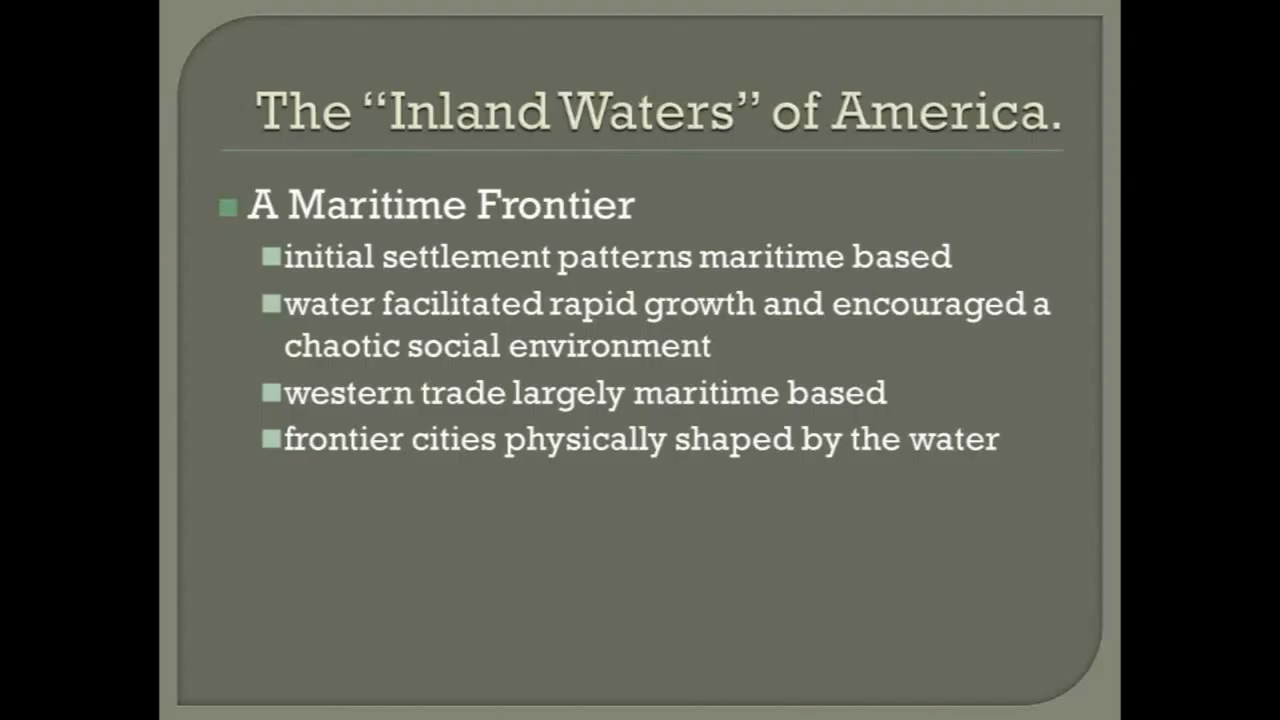 The “Inland Waters” of America.
A Maritime Frontier
initial settlement patterns maritime based
water facilitated rapid growth and encouraged a
chaotic social environment
western trade largely maritime based
frontier cities physically shaped by the water